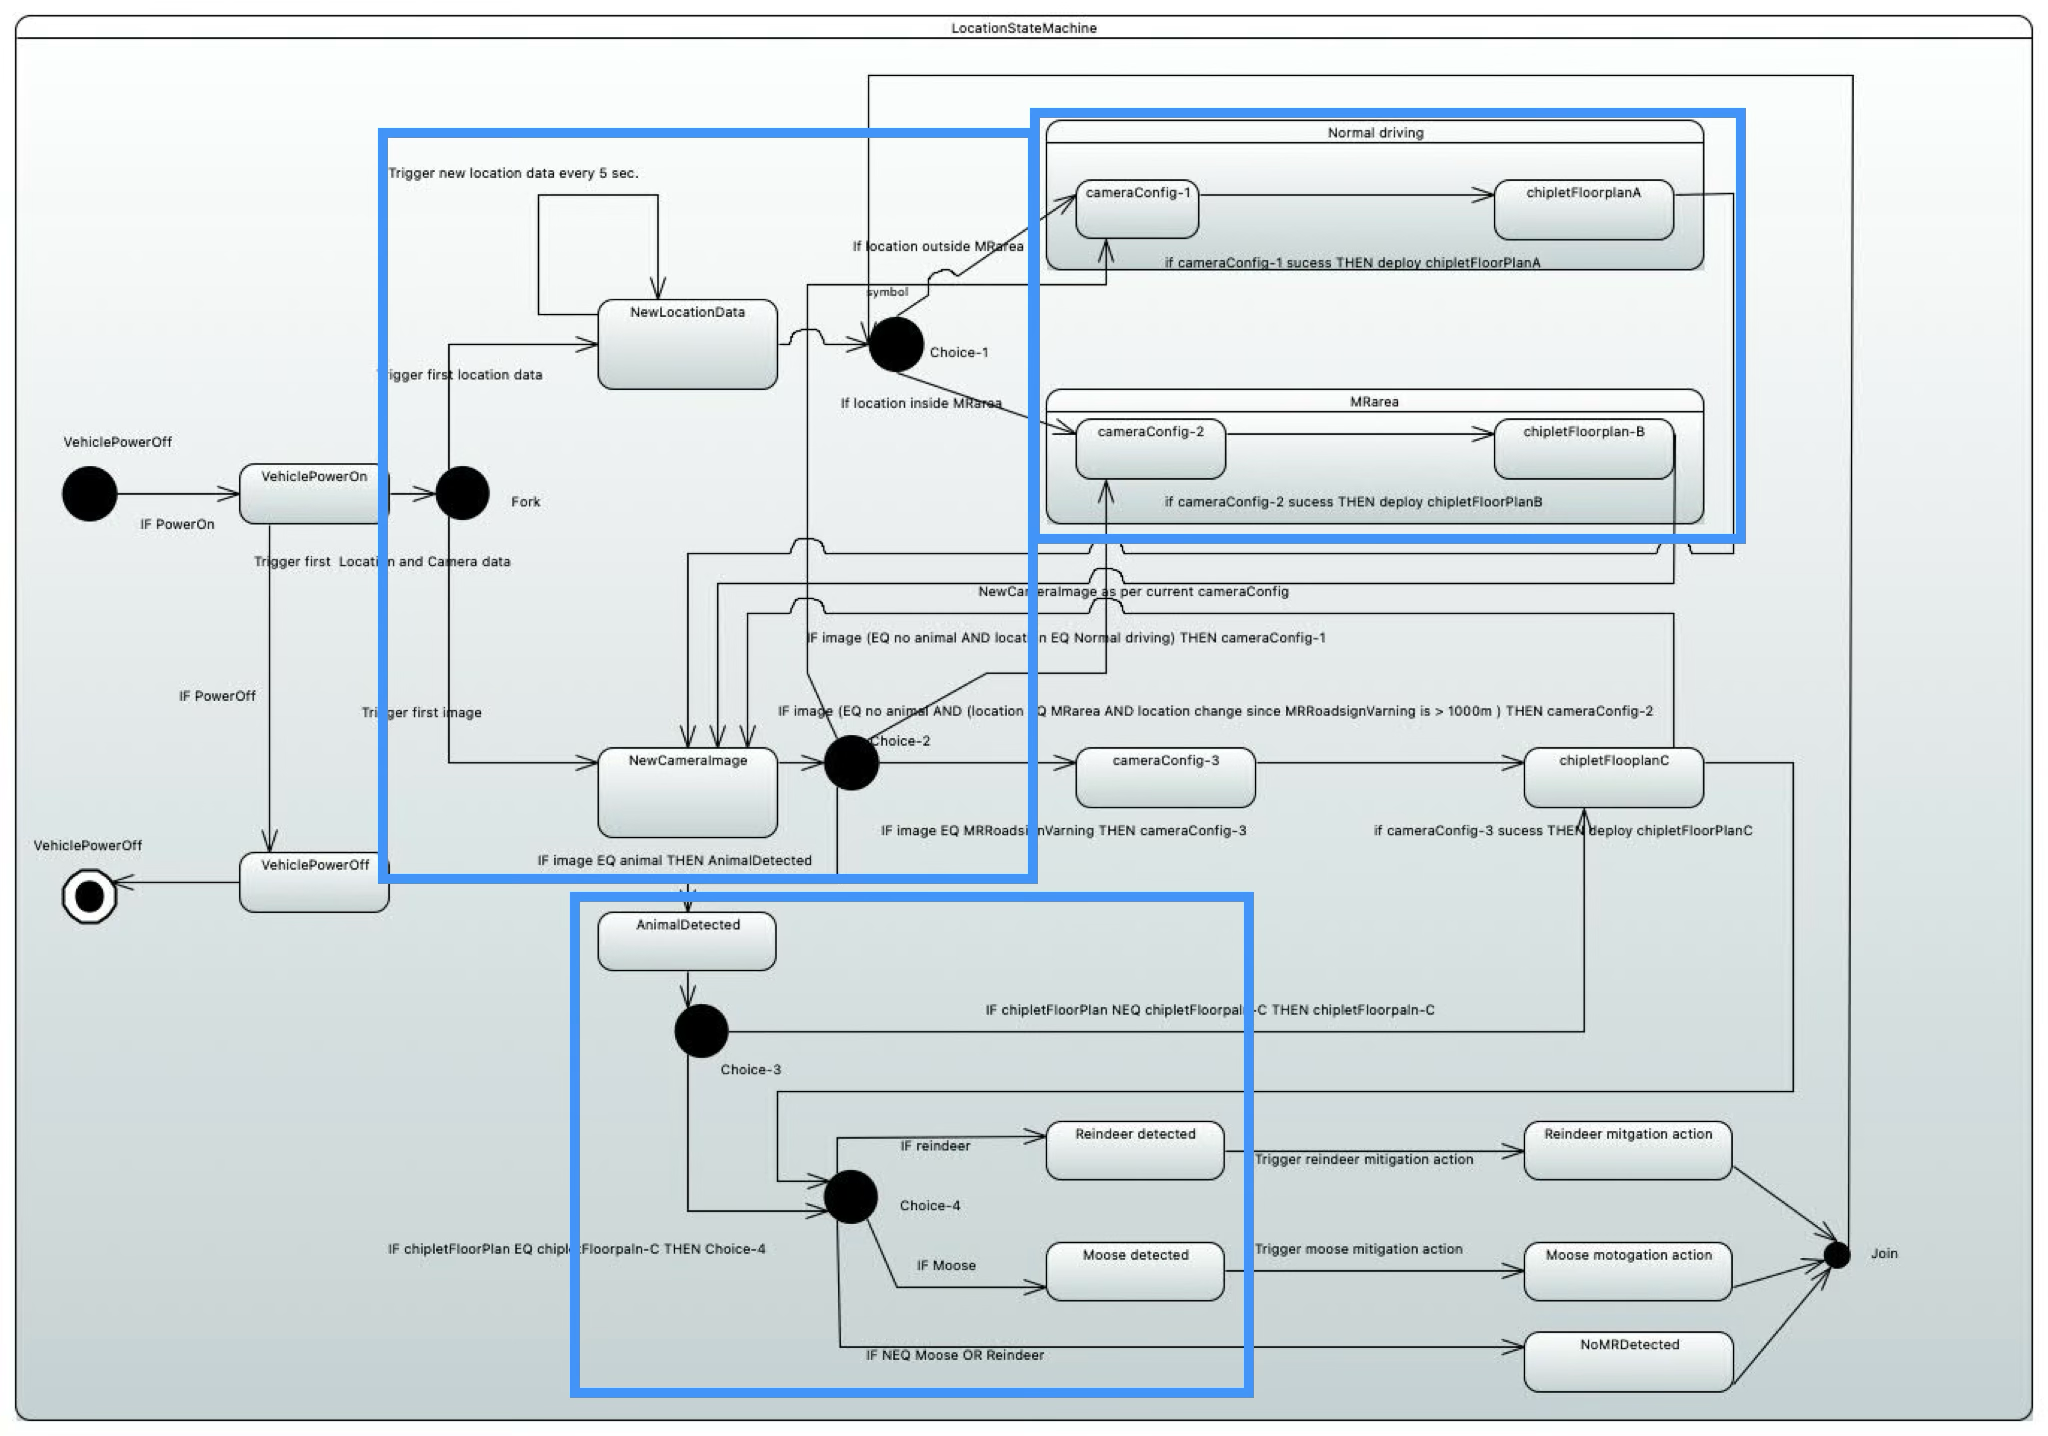 LocationStateMachine
Normal driving
Trigger new location data every 5 sec.
cameraConfig-1
chipletFloorplanA
If location outside MRarea
if cameraConfig-1 sucess THEN deploy chipletFloorPlanA
symbol
NewLocationData
Choice-1
Trigger first location data
If location inside MRarea
MRarea
cameraConfig-2
chipletFloorplan-B
VehiclePowerOff
VehiclePowerOn
Fork
if cameraConfig-2 sucess THEN deploy chipletFloorPlanB
IF PowerOn
Trigger first Location and Camera data
NewCameraImage as per current cameraConfig
IF image (EQ no animal AND location EQ Normal driving) THEN cameraConfig-1
IF PowerOff
Trigger first image
IF image (EQ no animal AND (location EQ MRarea AND location change since MRRoadsignVarning is > 1000m ) THEN cameraConfig-2
Choice-2
NewCameraImage
cameraConfig-3
chipletFlooplanC
IF image EQ MRRoadsignVarning THEN cameraConfig-3
if cameraConfig-3 sucess THEN deploy chipletFloorPlanC
VehiclePowerOff
VehiclePowerOff
IF image EQ animal THEN AnimalDetected
AnimalDetected
IF chipletFloorPlan NEQ chipletFloorpaln-C THEN chipletFloorpaln-C
Choice-3
Reindeer detected
Reindeer mitgation action
IF reindeer
Trigger reindeer mitigation action
Choice-4
IF chipletFloorPlan EQ chipletFloorpaln-C THEN Choice-4
Trigger moose mitigation action
Moose detected
Moose motogation action
Join
IF Moose
NoMRDetected
IF NEQ Moose OR Reindeer